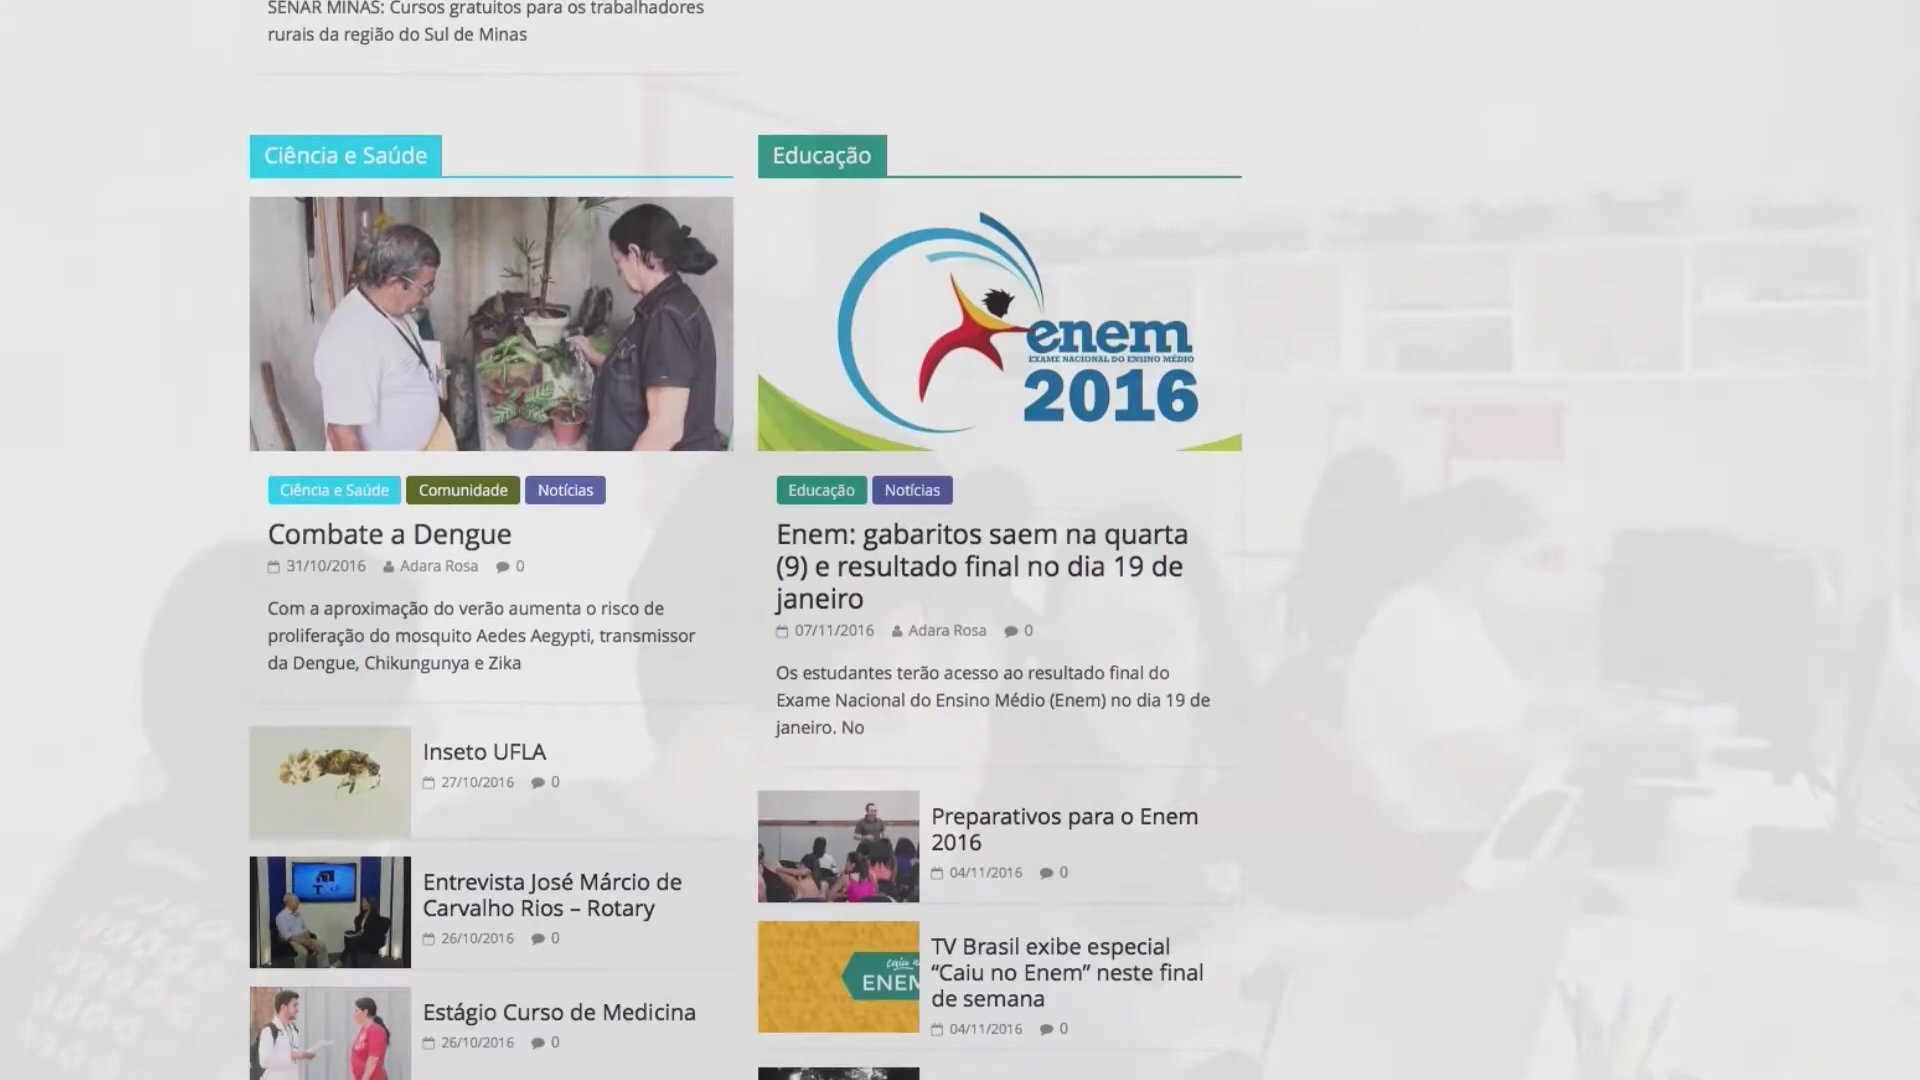 SENAR MINAS: Cursos gratuitos para os trabalhadores
rurais da região do Sul de Minas
Ciência e Saúde
Ciência e Saúde Comunidade Notícias
Combate a Dengue
31/10/2016 Adara Rosa 0
Com a aproximação do verão aumenta o risco de
proliferação do mosquito Aedes Aegypti, transmissor
da Dengue, Chikungunya e Zika
Inseto UFLA
27/10/2016 0
Entrevista José Márcio de
Carvalho Rios – Rotary
26/10/2016 0
Estágio Curso de Medicina
26/10/2016 0
Educação
enem
EXAME NACIONAL DO ENSINO MÉDIO
2016
Educação Notícias
Enem: gabaritos saem na quarta
(9) e resultado final no dia 19 de
janeiro
07/11/2016 Adara Rosa 0
Os estudantes terão acesso ao resultado final do
Exame Nacional do Ensino Médio (Enem) no dia 19 de
janeiro. No
Preparativos para o Enem
2016
04/11/2016 0
TV Brasil exibe especial
“Caiu no Enem” neste final
de semana
04/11/2016 0